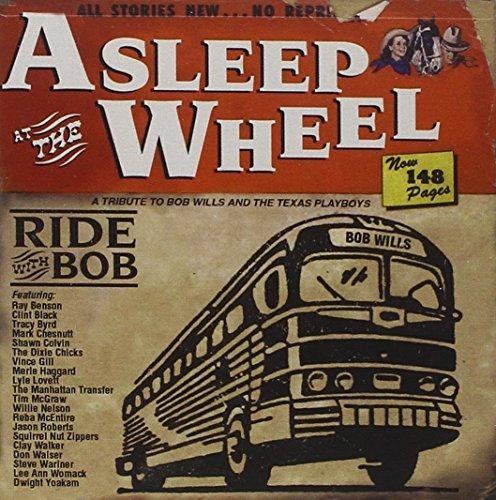 ALL STORIES NEW...NO REPRI
ASLEEP
AT THE
WHEEL
Now
148
Pages
A TRIBUTE TO BOB WILLS AND THE TEXAS PLAYBOYS
RIDE
WITH BOB
BOB WILLS
Featuring:
Ray Benson
Clint Black
Tracy Byrd
Mark Chesnutt
Shawn Colvin
The Dixie Chicks
Vince Gill
Merle Haggard
Lyle Lovett
The Manhattan Transfer
Tim McGraw
Willie Nelson
Reba McEntire
Jason Roberts
Squirrel Nut Zippers
Clay Walker
Don Walser
Steve Wariner
Lee Ann Womack
Dwight Yoakam